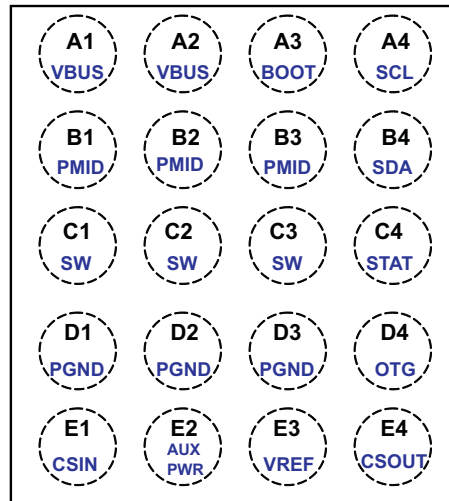 A1 A2 A3 A4
VBUS VBUS BOOT SCL
B1 B2 B3 B4
PMID PMID PMID SDA
C1 C2 C3 C4
SW SW SW STAT
D1 D2 D3 D4
PGND PGND PGND OTG
E1 E2 E3 E4
CSIN AUX PWR VREF CSOUT